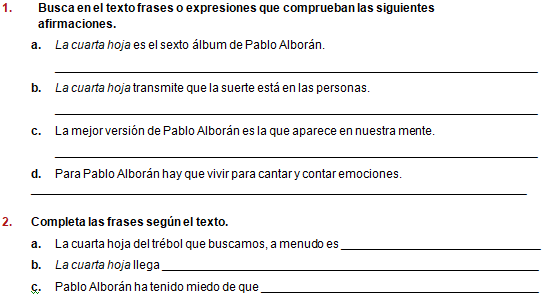 1. Busca en el texto frases o expresiones que comprueban las siguientes
afirmaciones.
a. La cuarta hoja es el sexto álbum de Pablo Alborán.
b. La cuarta hoja transmite que la suerte está en las personas.
c. La mejor versión de Pablo Alborán es la que aparece en nuestra mente.
d. Para Pablo Alborán hay que vivir para cantar y contar emociones.
2. Completa las frases según el texto.
a. La cuarta hoja del trébol que buscamos, a menudo es
b. La cuarta hoja llega
c. Pablo Alborán ha tenido miedo de que